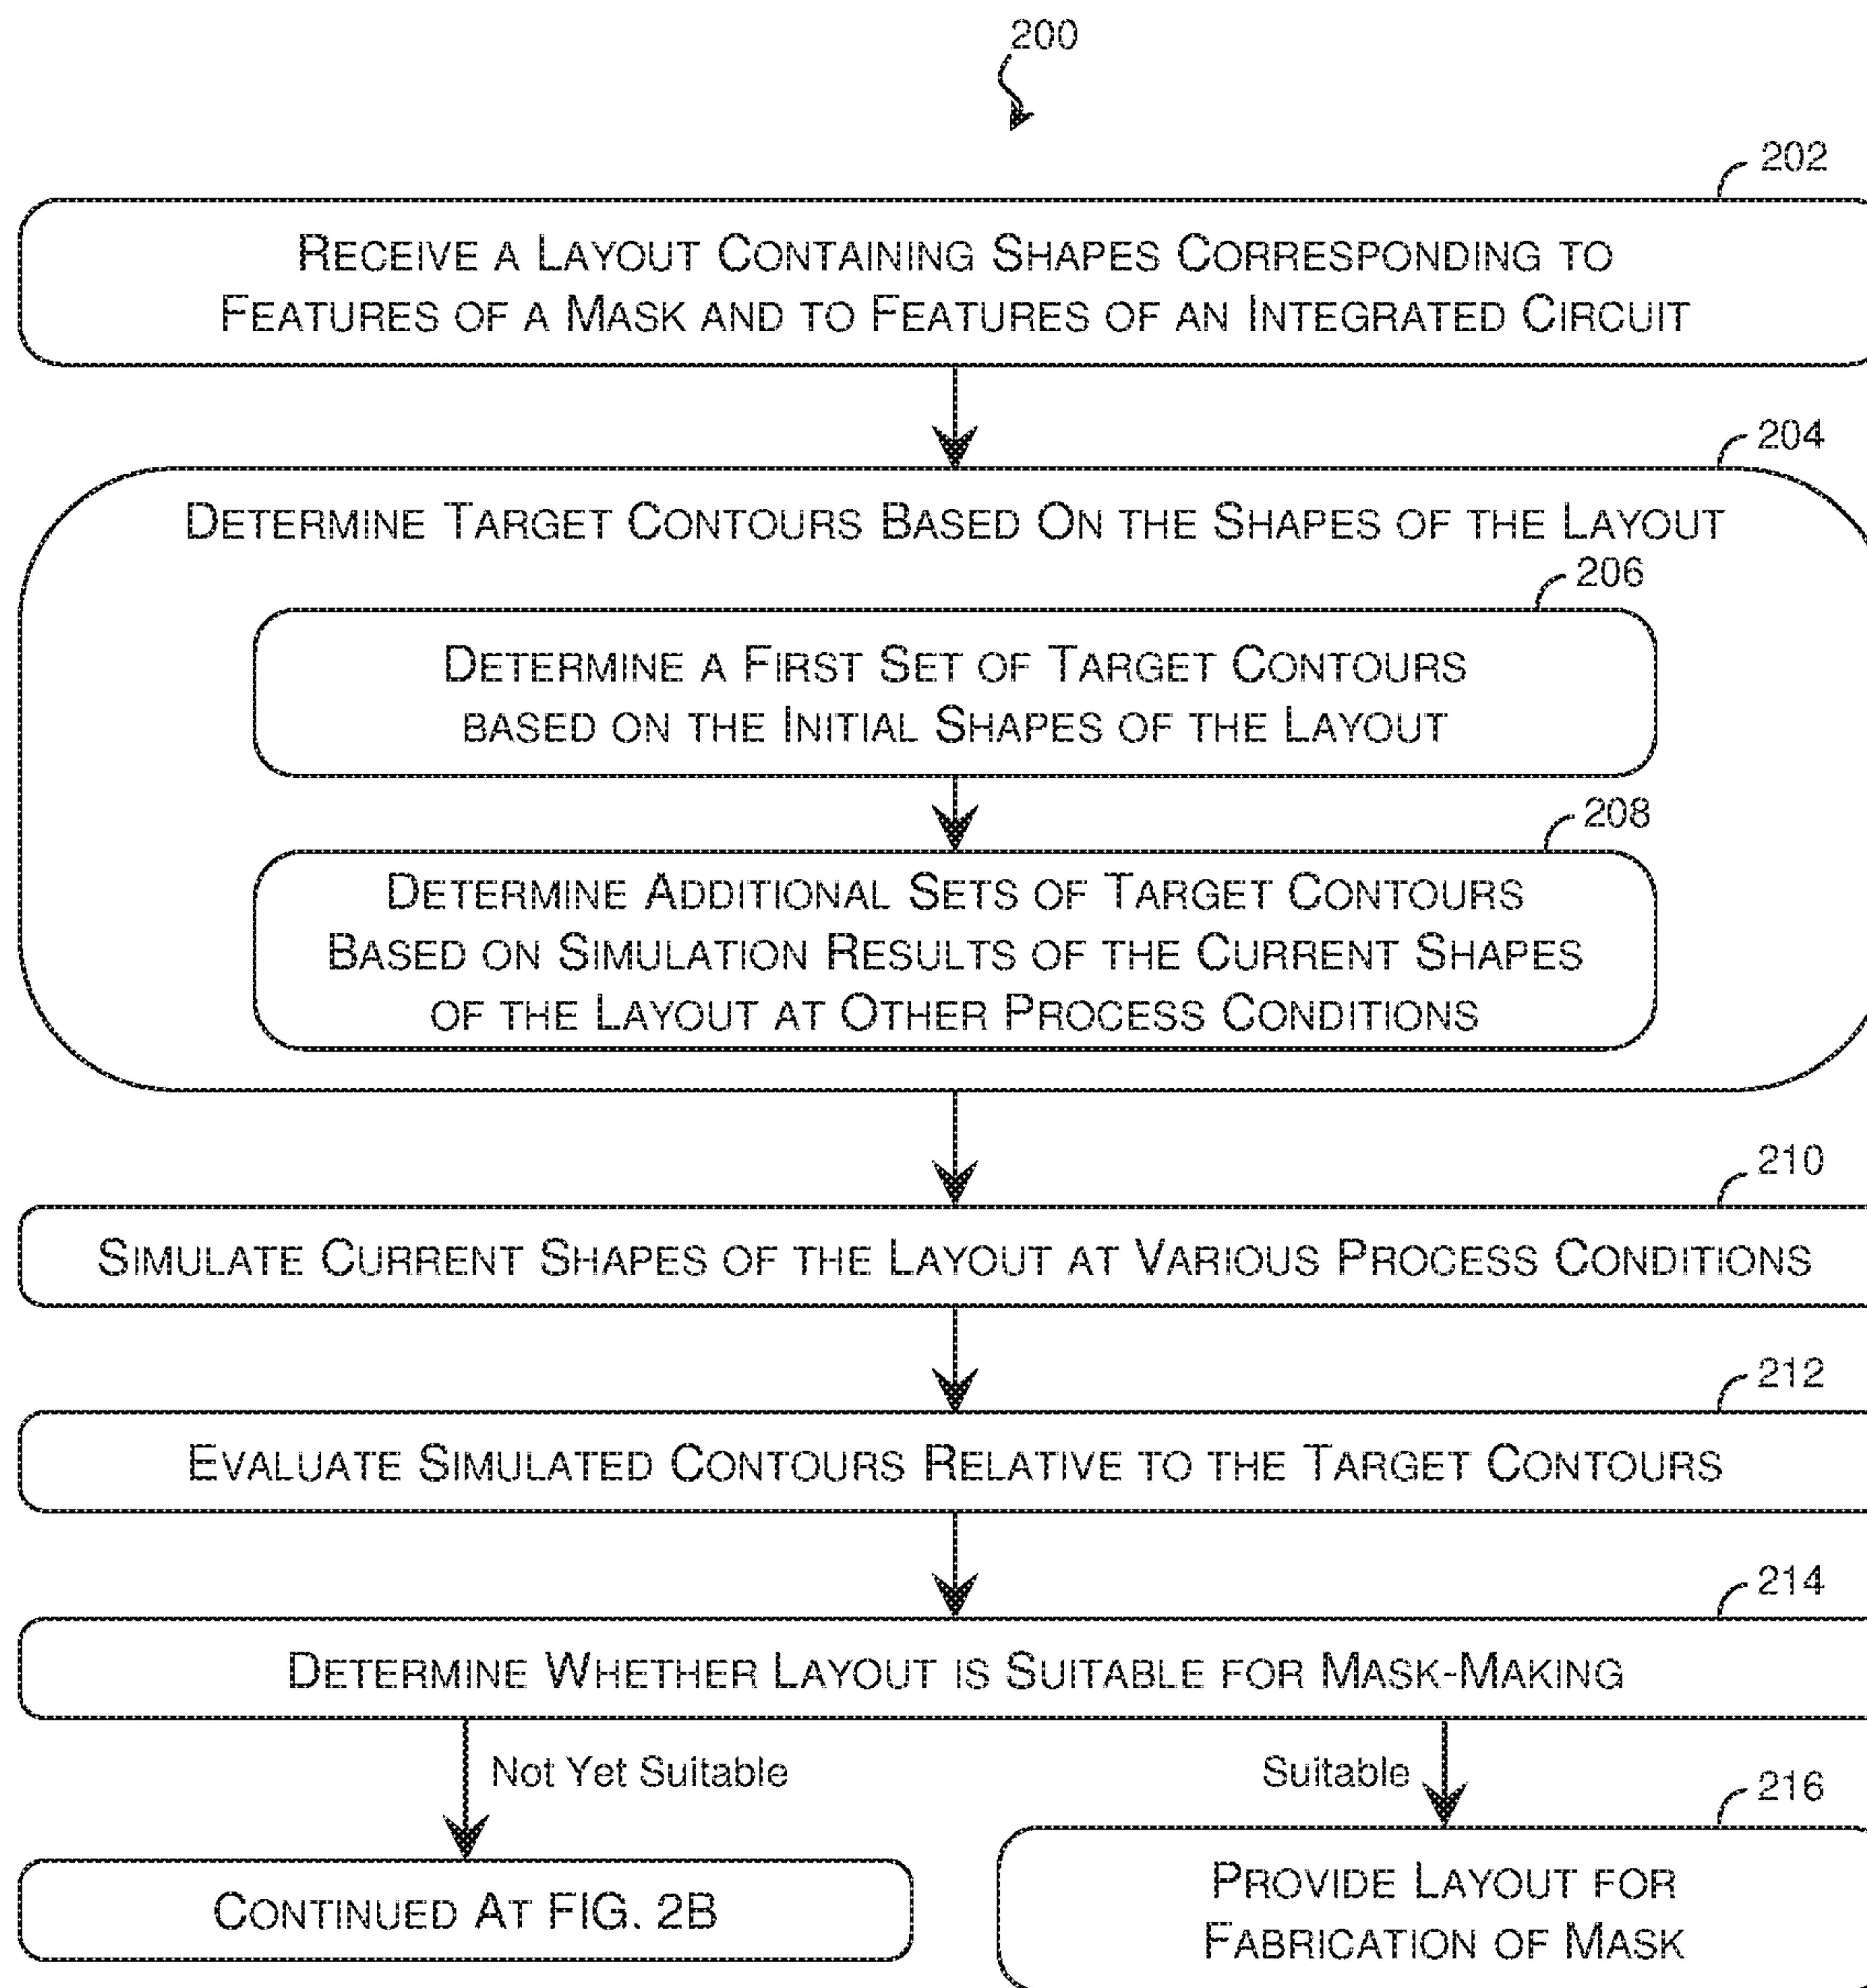 200
202
RECEIVE A LAYOUT CONTAINING SHAPES CORRESPONDING TO
FEATURES OF A MASK AND TO FEATURES OF AN INTEGRATED CIRCUIT
204
DETERMINE TARGET CONTOURS BASED ON THE SHAPES OF THE LAYOUT
206
DETERMINE A FIRST SET OF TARGET CONTOURS
BASED ON THE INITIAL SHAPES OF THE LAYOUT
208
DETERMINE ADDITIONAL SETS OF TARGET CONTOURS
BASED ON SIMULATION RESULTS OF THE CURRENT SHAPES
OF THE LAYOUT AT OTHER PROCESS CONDITIONS
210
SIMULATE CURRENT SHAPES OF THE LAYOUT AT VARIOUS PROCESS CONDITIONS
212
EVALUATE SIMULATED CONTOURS RELATIVE TO THE TARGET CONTOURS
214
DETERMINE WHETHER LAYOUT IS SUITABLE FOR MASK-MAKING
Not Yet Suitable
Suitable
216
CONTINUED AT FIG. 2B
PROVIDE LAYOUT FOR
FABRICATION OF MASK